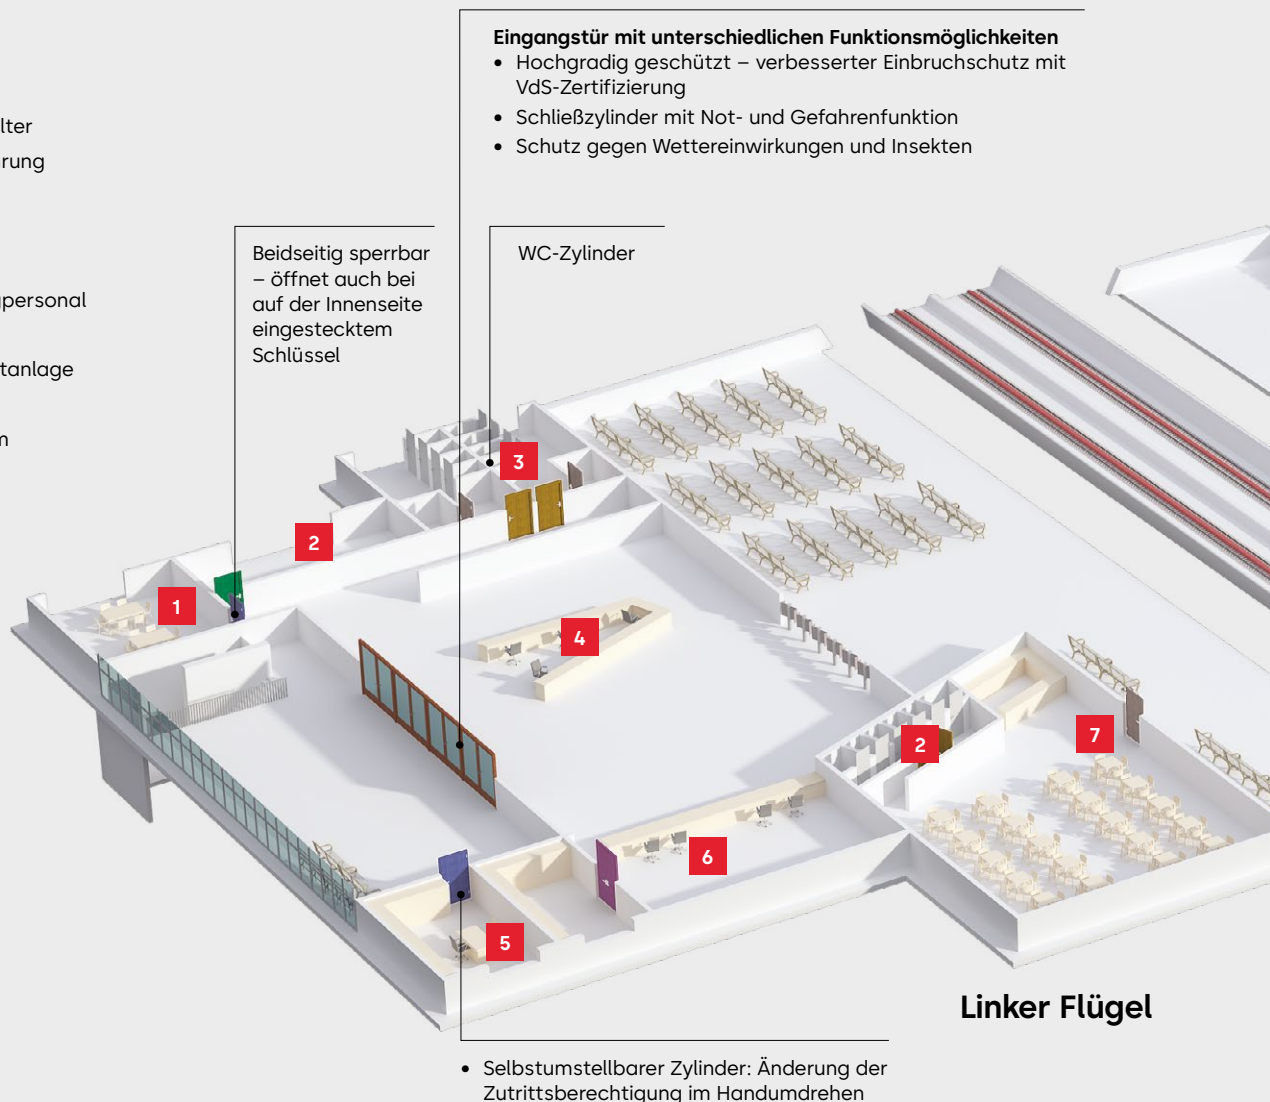 Eingangstür mit unterschiedlichen Funktionsmöglichkeiten
• Hochgradig geschützt – verbesserter Einbruchschutz mit
VdS-Zertifizierung
• Schließzylinder mit Not- und Gefahrenfunktion
• Schutz gegen Wettereinwirkungen und Insekten
lter
rung
personal
tanlage
Beidseitig sperrbar
– öffnet auch bei
auf der Innenseite
eingestecktem
Schlüssel
WC-Zylinder
3
2
1
4
2
7
6
5
Linker Flügel
• Selbstumstellbarer Zylinder: Änderung der
Zutrittsberechtigung im Handumdrehen